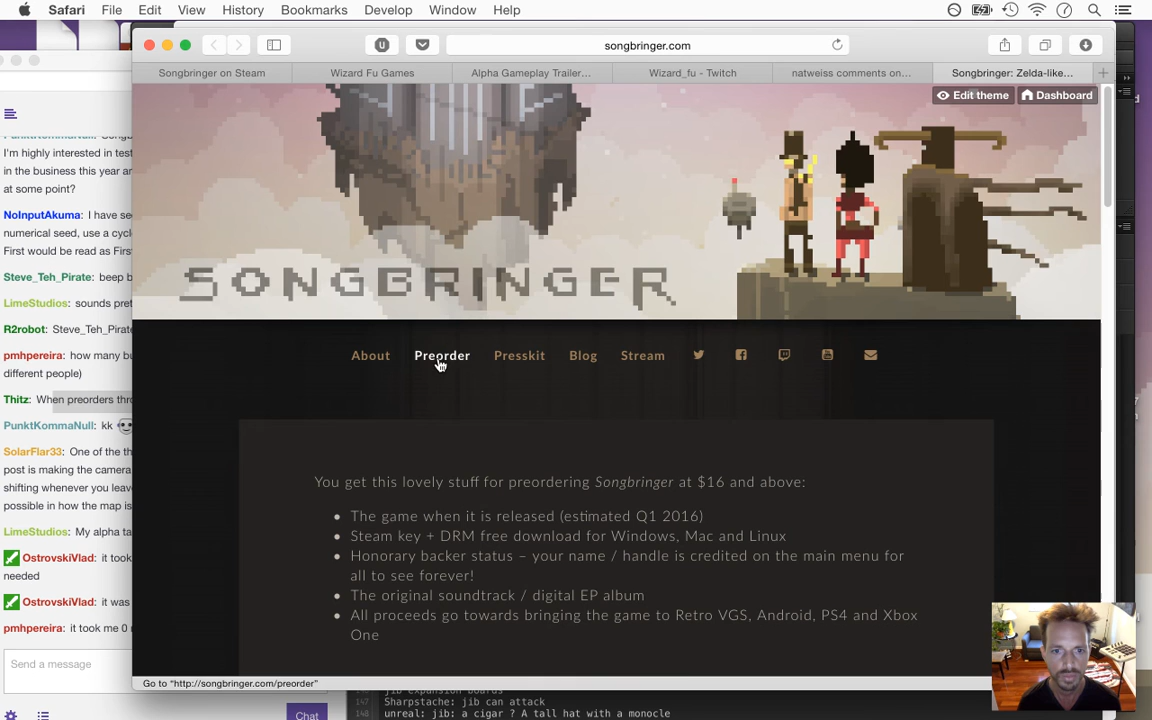 Safari File Edit View History Bookmarks Develop Window Help
songbringer.com
Songbringer on Steam Wizard Fu Games Alpha Gameplay Trailer... Wizard_fu - Twitch natweiss comments on... Songbringer: Zelda-like...
Edit theme Dashboard
SONGBRINGER
About Preorder Presskit Blog Stream
You get this lovely stuff for preordering Songbringer at $16 and above:
• The game when it is released (estimated Q1 2016)
• Steam key + DRM free download for Windows, Mac and Linux
• Honorary backer status – your name / handle is credited on the main menu for
all to see forever!
• The original soundtrack / digital EP album
• All proceeds go towards bringing the game to Retro VGS, Android, PS4 and Xbox
One
Go to “http://songbringer.com/preorder”
I'm highly interested in test
in the business this year an
at some point?
NoInputAkuma: I have se
numerical seed, use a cyc
First would be read as Firs
Steve_Teh_Pirate: beep b
LimeStudios: sounds pret
R2robot: Steve_Teh_Pirate
pmhpereira: how many bu
different people)
Thitz: When preorders thr
PunktKommaNull: kk
SolarFlar33: One of the th
post is making the camera
shifting whenever you leave
possible in how the map is
LimeStudios: My alpha ta
OstrovskiVlad: it took
needed
OstrovskiVlad: it was
pmhpereira: it took me 0 r
Send a message
Chat
jib expansion boards
147 Sharpstache: jib can attack
148 unreal: jib: a cigar ? A tall hat with a monocle